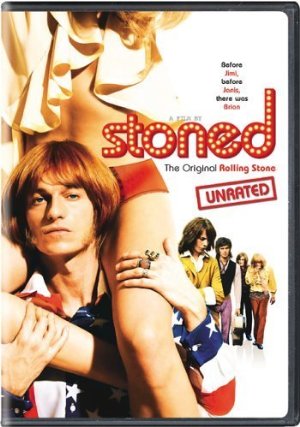 Before
Jimi,
before
Janis,
there was
Brian
A FILM BY
stoned
The Original Rolling Stone
UNRATED